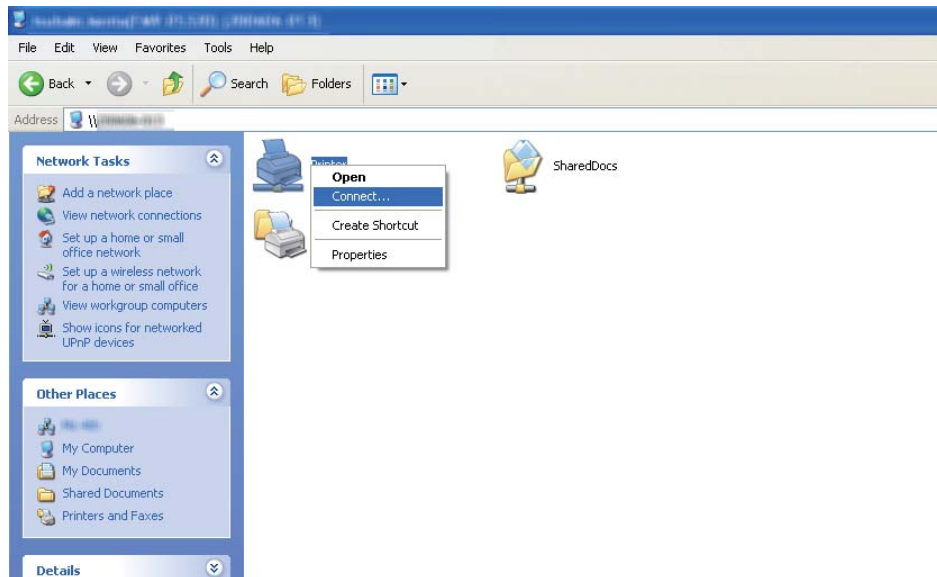 File Edit View Favorites Tools Help
Back Search Folders
Address \\
Network Tasks
Add a network place
View network connections
Set up a home or small
office network
Set up a wireless network
for a home or small office
View workgroup computers
Show icons for networked
UPnP devices
Other Places
My Computer
My Documents
Shared Documents
Printers and Faxes
Details
Printer
Open
Connect...
Create Shortcut
Properties
SharedDocs